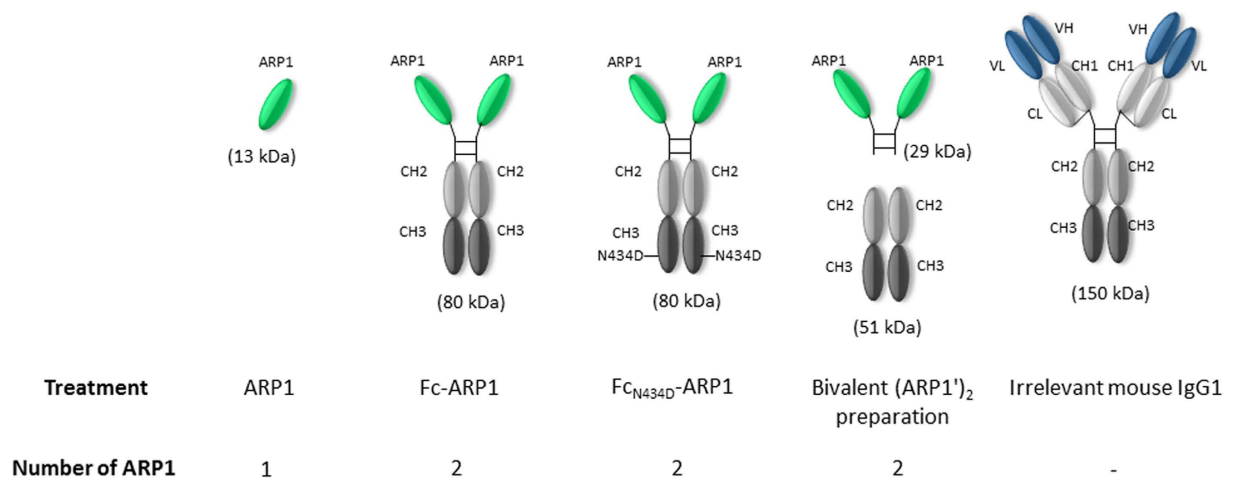 VH
VH
ARP1
ARP1
ARP1
ARP1
ARP1
ARP1
ARP1
VL
CH1
CH1
VL
CL
CL
(13 kDa)
(29 kDa)
CH2
CH2
CH2
CH2
CH2
CH2
CH2
CH2
CH3
CH3
CH3
CH3
CH3
CH3
N434D
N434D
CH3
CH3
(80 kDa)
(80 kDa)
(51 kDa)
(150 kDa)
Treatment ARP1 Fc-ARP1 FcN434D-ARP1 Bivalent (ARP1')2 Irrelevant mouse IgG1
preparation
Number of ARP1 1 2 2 2 -